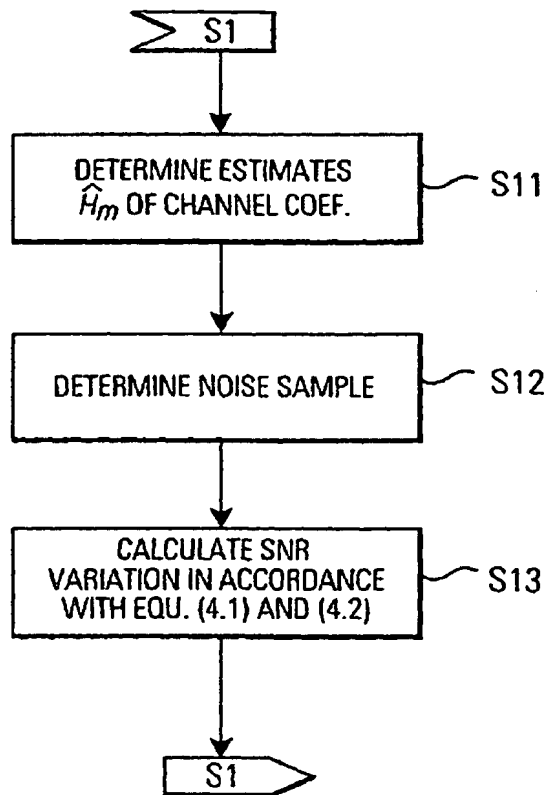 S1
DETERMINE ESTIMATES
Ĥm OF CHANNEL COEF.
S11
DETERMINE NOISE SAMPLE
S12
CALCULATE SNR
VARIATION IN ACCORDANCE
WITH EQU. (4.1) AND (4.2)
S13
S1